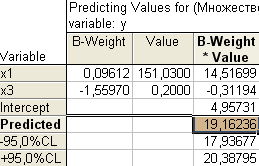 Predicting Values for (Множество
variable: y
Variable B-Weight Value B-Weight * Value
x1 0,09612 151,0300 14,51699
x3 -1,55970 0,2000 -0,31194
Intercept 4,95731
Predicted 19,16236
-95,0%CL 17,93677
+95,0%CL 20,38795